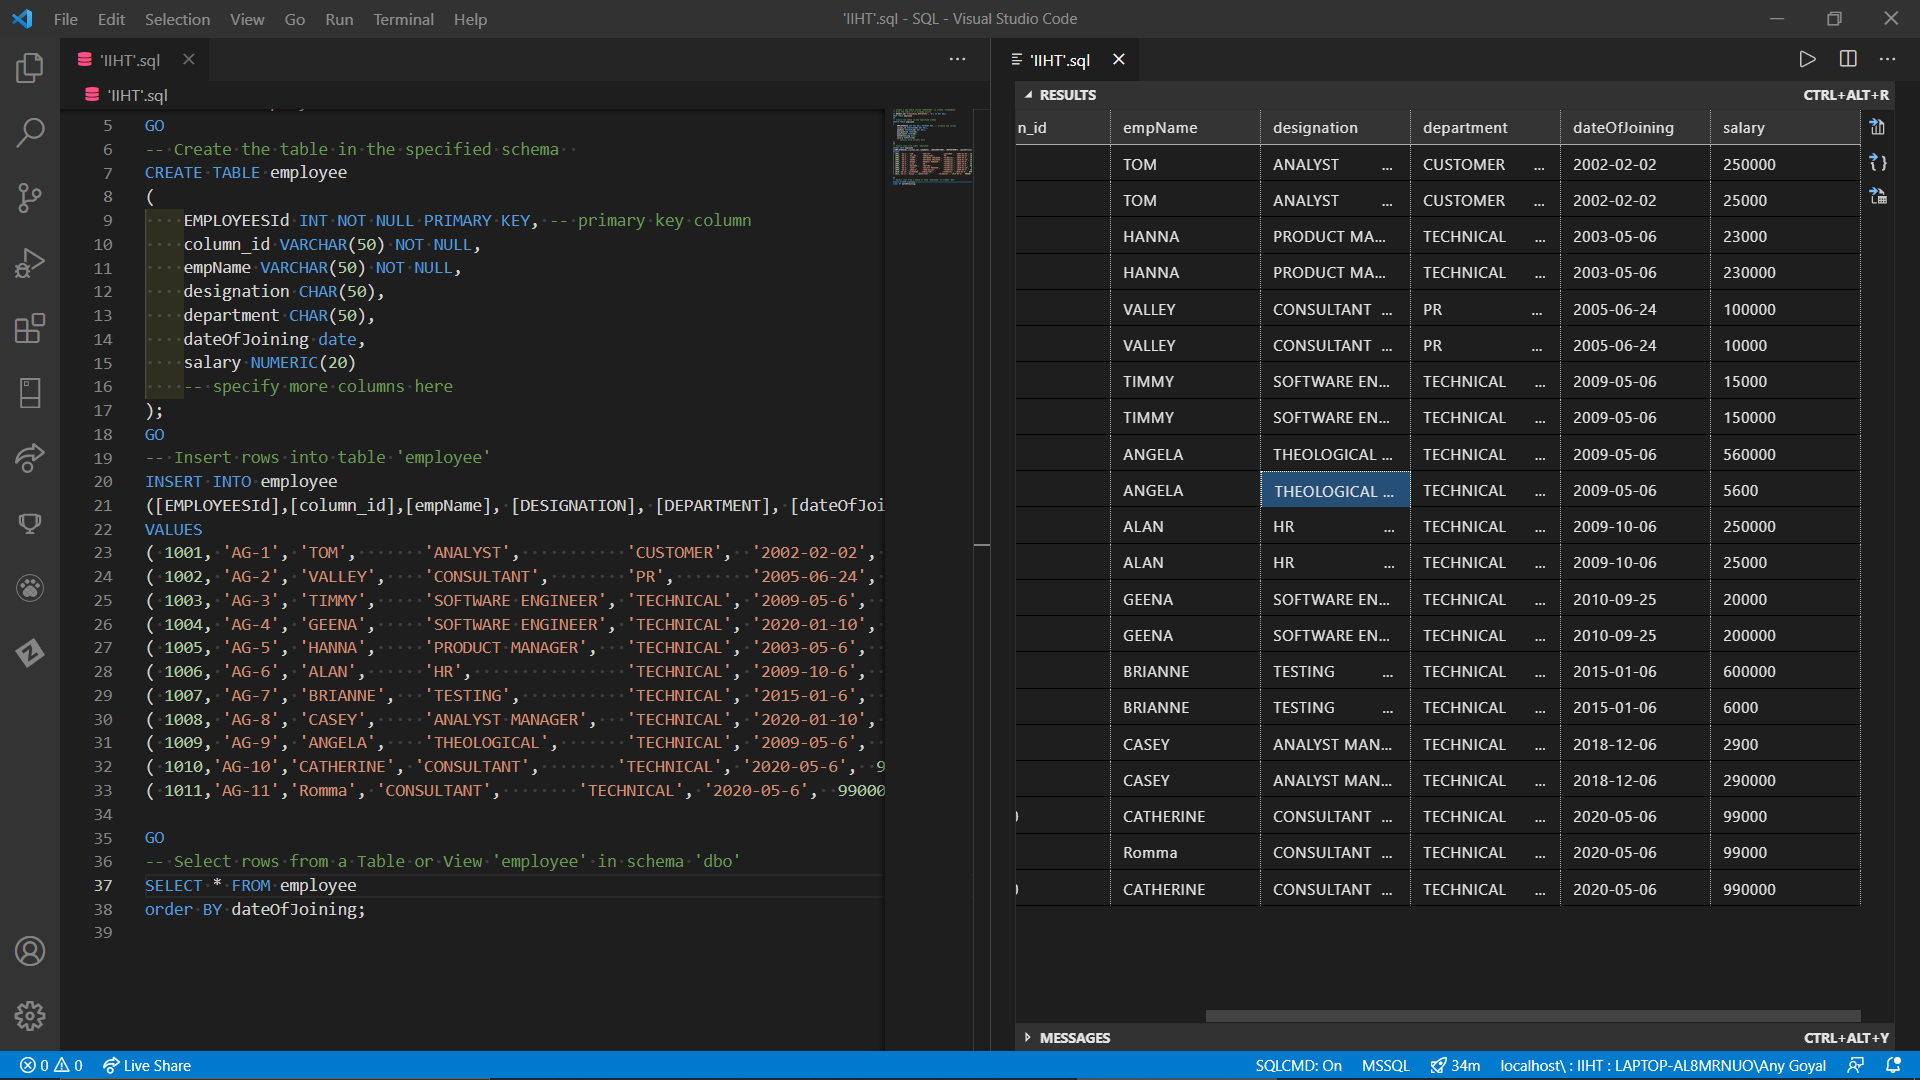 File Edit Selection View Go Run Terminal Help
'IIHT'.sql - SQL - Visual Studio Code
'IIHT'.sql
'IIHT'.sql
5 GO
6 -- Create the table in the specified schema
7 CREATE TABLE employee
8 (
9 EMPLOYEESId INT NOT NULL PRIMARY KEY, -- primary key column
10 column_id VARCHAR(50) NOT NULL,
11 empName VARCHAR(50) NOT NULL,
12 designation CHAR(50),
13 department CHAR(50),
14 dateOfJoining date,
15 salary NUMERIC(20)
16 -- specify more columns here
17 );
18 GO
19 -- Insert rows into table 'employee'
20 INSERT INTO employee
21 ([EMPLOYEESId],[column_id],[empName], [DESIGNATION], [DEPARTMENT], [dateOfJoi
22 VALUES
23 ( 1001, 'AG-1', 'TOM', 'ANALYST', 'CUSTOMER', '2002-02-02',
24 ( 1002, 'AG-2', 'VALLEY', 'CONSULTANT', 'PR', '2005-06-24',
25 ( 1003, 'AG-3', 'TIMMY', 'SOFTWARE ENGINEER', 'TECHNICAL', '2009-05-6',
26 ( 1004, 'AG-4', 'GEENA', 'SOFTWARE ENGINEER', 'TECHNICAL', '2020-01-10',
27 ( 1005, 'AG-5', 'HANNA', 'PRODUCT MANAGER', 'TECHNICAL', '2003-05-6',
28 ( 1006, 'AG-6', 'ALAN', 'HR', 'TECHNICAL', '2009-10-6',
29 ( 1007, 'AG-7', 'BRIANNE', 'TESTING', 'TECHNICAL', '2015-01-6',
30 ( 1008, 'AG-8', 'CASEY', 'ANALYST MANAGER', 'TECHNICAL', '2020-01-10',
31 ( 1009, 'AG-9', 'ANGELA', 'THEOLOGICAL', 'TECHNICAL', '2009-05-6',
32 ( 1010,'AG-10','CATHERINE', 'CONSULTANT', 'TECHNICAL', '2020-05-6', 9
33 ( 1011,'AG-11','Romma', 'CONSULTANT', 'TECHNICAL', '2020-05-6', 99000
34
35 GO
36 -- Select rows from a Table or View 'employee' in schema 'dbo'
37 SELECT * FROM employee
38 order BY dateOfJoining;
39
'IIHT'.sql
RESULTS CTRL+ALT+R
n_id empName designation department dateOfJoining salary
TOM ANALYST ... CUSTOMER ... 2002-02-02 250000
TOM ANALYST ... CUSTOMER ... 2002-02-02 25000
HANNA PRODUCT MA... TECHNICAL ... 2003-05-06 23000
HANNA PRODUCT MA... TECHNICAL ... 2003-05-06 230000
VALLEY CONSULTANT ... PR ... 2005-06-24 100000
VALLEY CONSULTANT ... PR ... 2005-06-24 10000
TIMMY SOFTWARE EN... TECHNICAL ... 2009-05-06 15000
TIMMY SOFTWARE EN... TECHNICAL ... 2009-05-06 150000
ANGELA THEOLOGICAL ... TECHNICAL ... 2009-05-06 560000
ANGELA THEOLOGICAL ... TECHNICAL ... 2009-05-06 5600
ALAN HR ... TECHNICAL ... 2009-10-06 250000
ALAN HR ... TECHNICAL ... 2009-10-06 25000
GEENA SOFTWARE EN... TECHNICAL ... 2010-09-25 20000
GEENA SOFTWARE EN... TECHNICAL ... 2010-09-25 200000
BRIANNE TESTING ... TECHNICAL ... 2015-01-06 600000
BRIANNE TESTING ... TECHNICAL ... 2015-01-06 6000
CASEY ANALYST MAN... TECHNICAL ... 2018-12-06 2900
CASEY ANALYST MAN... TECHNICAL ... 2018-12-06 290000
CATHERINE CONSULTANT ... TECHNICAL ... 2020-05-06 99000
Romma CONSULTANT ... TECHNICAL ... 2020-05-06 99000
CATHERINE CONSULTANT ... TECHNICAL ... 2020-05-06 990000
MESSAGES CTRL+ALT+Y
0 0 Live Share
SQLCMD: On MSSQL 34m localhost\ : IIHT : LAPTOP-AL8MRNUO\Any Goyal